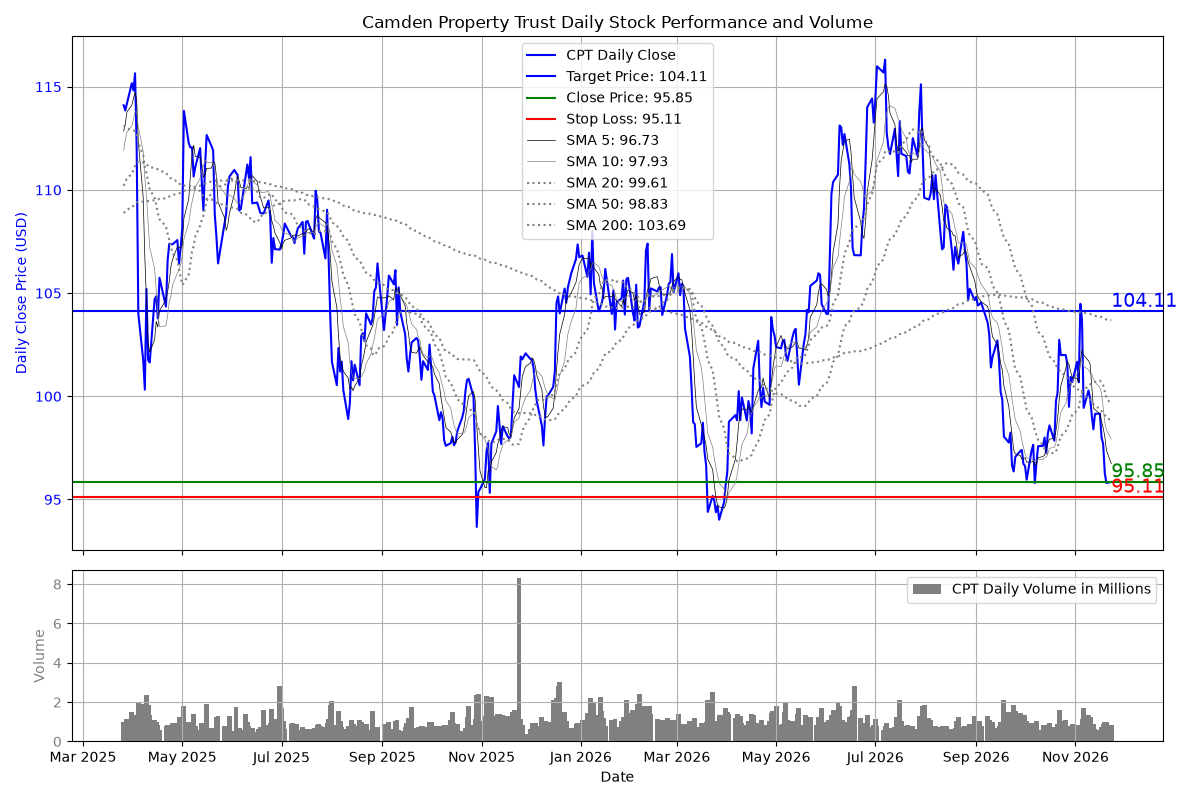 Camden Property Trust Daily Stock Performance and Volume
Daily Close Price (USD)
115
110
105
100
95
CPT Daily Close
Target Price: 104.11
Close Price: 95.85
Stop Loss: 95.11
SMA 5: 96.73
SMA 10: 97.93
SMA 20: 99.61
SMA 50: 98.83
SMA 200: 103.69
104.11
95.85
95.11
Volume
8
6
4
2
0
CPT Daily Volume in Millions
Mar 2025 May 2025 Jul 2025 Sep 2025 Nov 2025 Jan 2026 Mar 2026 May 2026 Jul 2026 Sep 2026 Nov 2026
Date